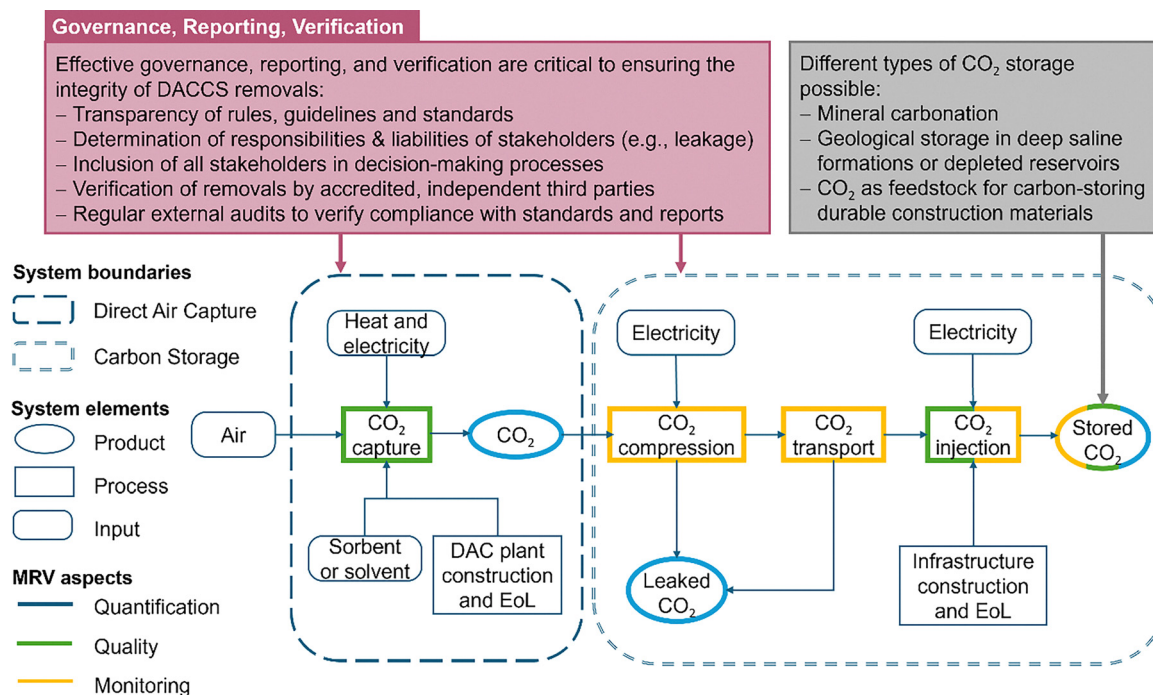 Governance, Reporting, Verification
Effective governance, reporting, and verification are critical to ensuring the
integrity of DACCS removals:
– Transparency of rules, guidelines and standards
– Determination of responsibilities & liabilities of stakeholders (e.g., leakage)
– Inclusion of all stakeholders in decision-making processes
– Verification of removals by accredited, independent third parties
– Regular external audits to verify compliance with standards and reports
Different types of CO₂ storage
possible:
– Mineral carbonation
– Geological storage in deep saline
formations or depleted reservoirs
– CO₂ as feedstock for carbon-storing
durable construction materials
System boundaries
Direct Air Capture
Carbon Storage
System elements
Product
Process
Input
MRV aspects
Quantification
Quality
Monitoring
Air
Heat and
electricity
CO₂
capture
Sorbent
or solvent
DAC plant
construction
and EoL
CO₂
Electricity
CO₂
compression
CO₂
transport
Leaked
CO₂
Electricity
CO₂
injection
Infrastructure
construction
and EoL
Stored
CO₂